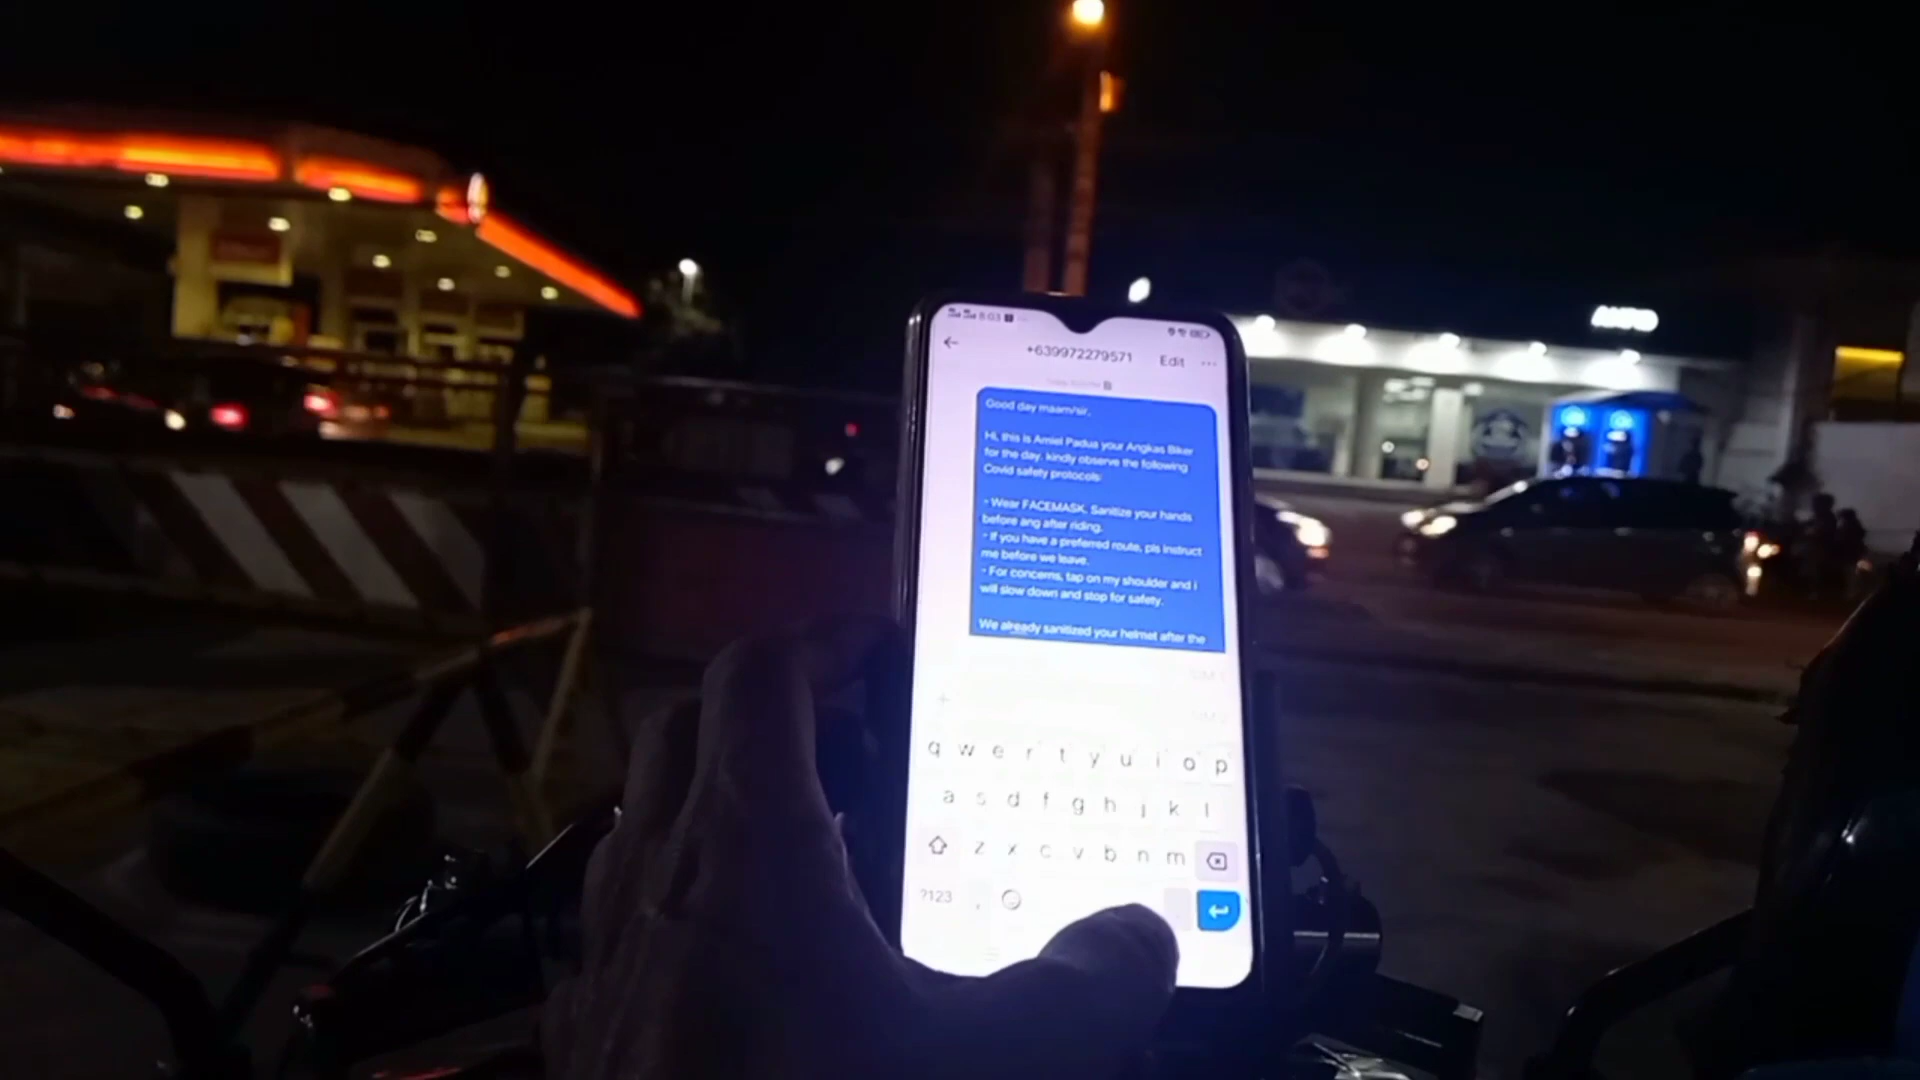 8:03
+639972279571 Edit
Good day maam/sir,
Hi, this is Amiel Padua your Angkas Biker
for the day, kindly observe the following
Covid safety protocols:
- Wear FACEMASK, Sanitize your hands
before ang after riding.
- If you have a preferred route, pls instruct
me before we leave.
- For concerns, tap on my shoulder and i
will slow down and stop for safety.
We already sanitized your helmet after the
q w e r t y u i o p
a s d f g h j k l
z x c v b n m
?123 ,